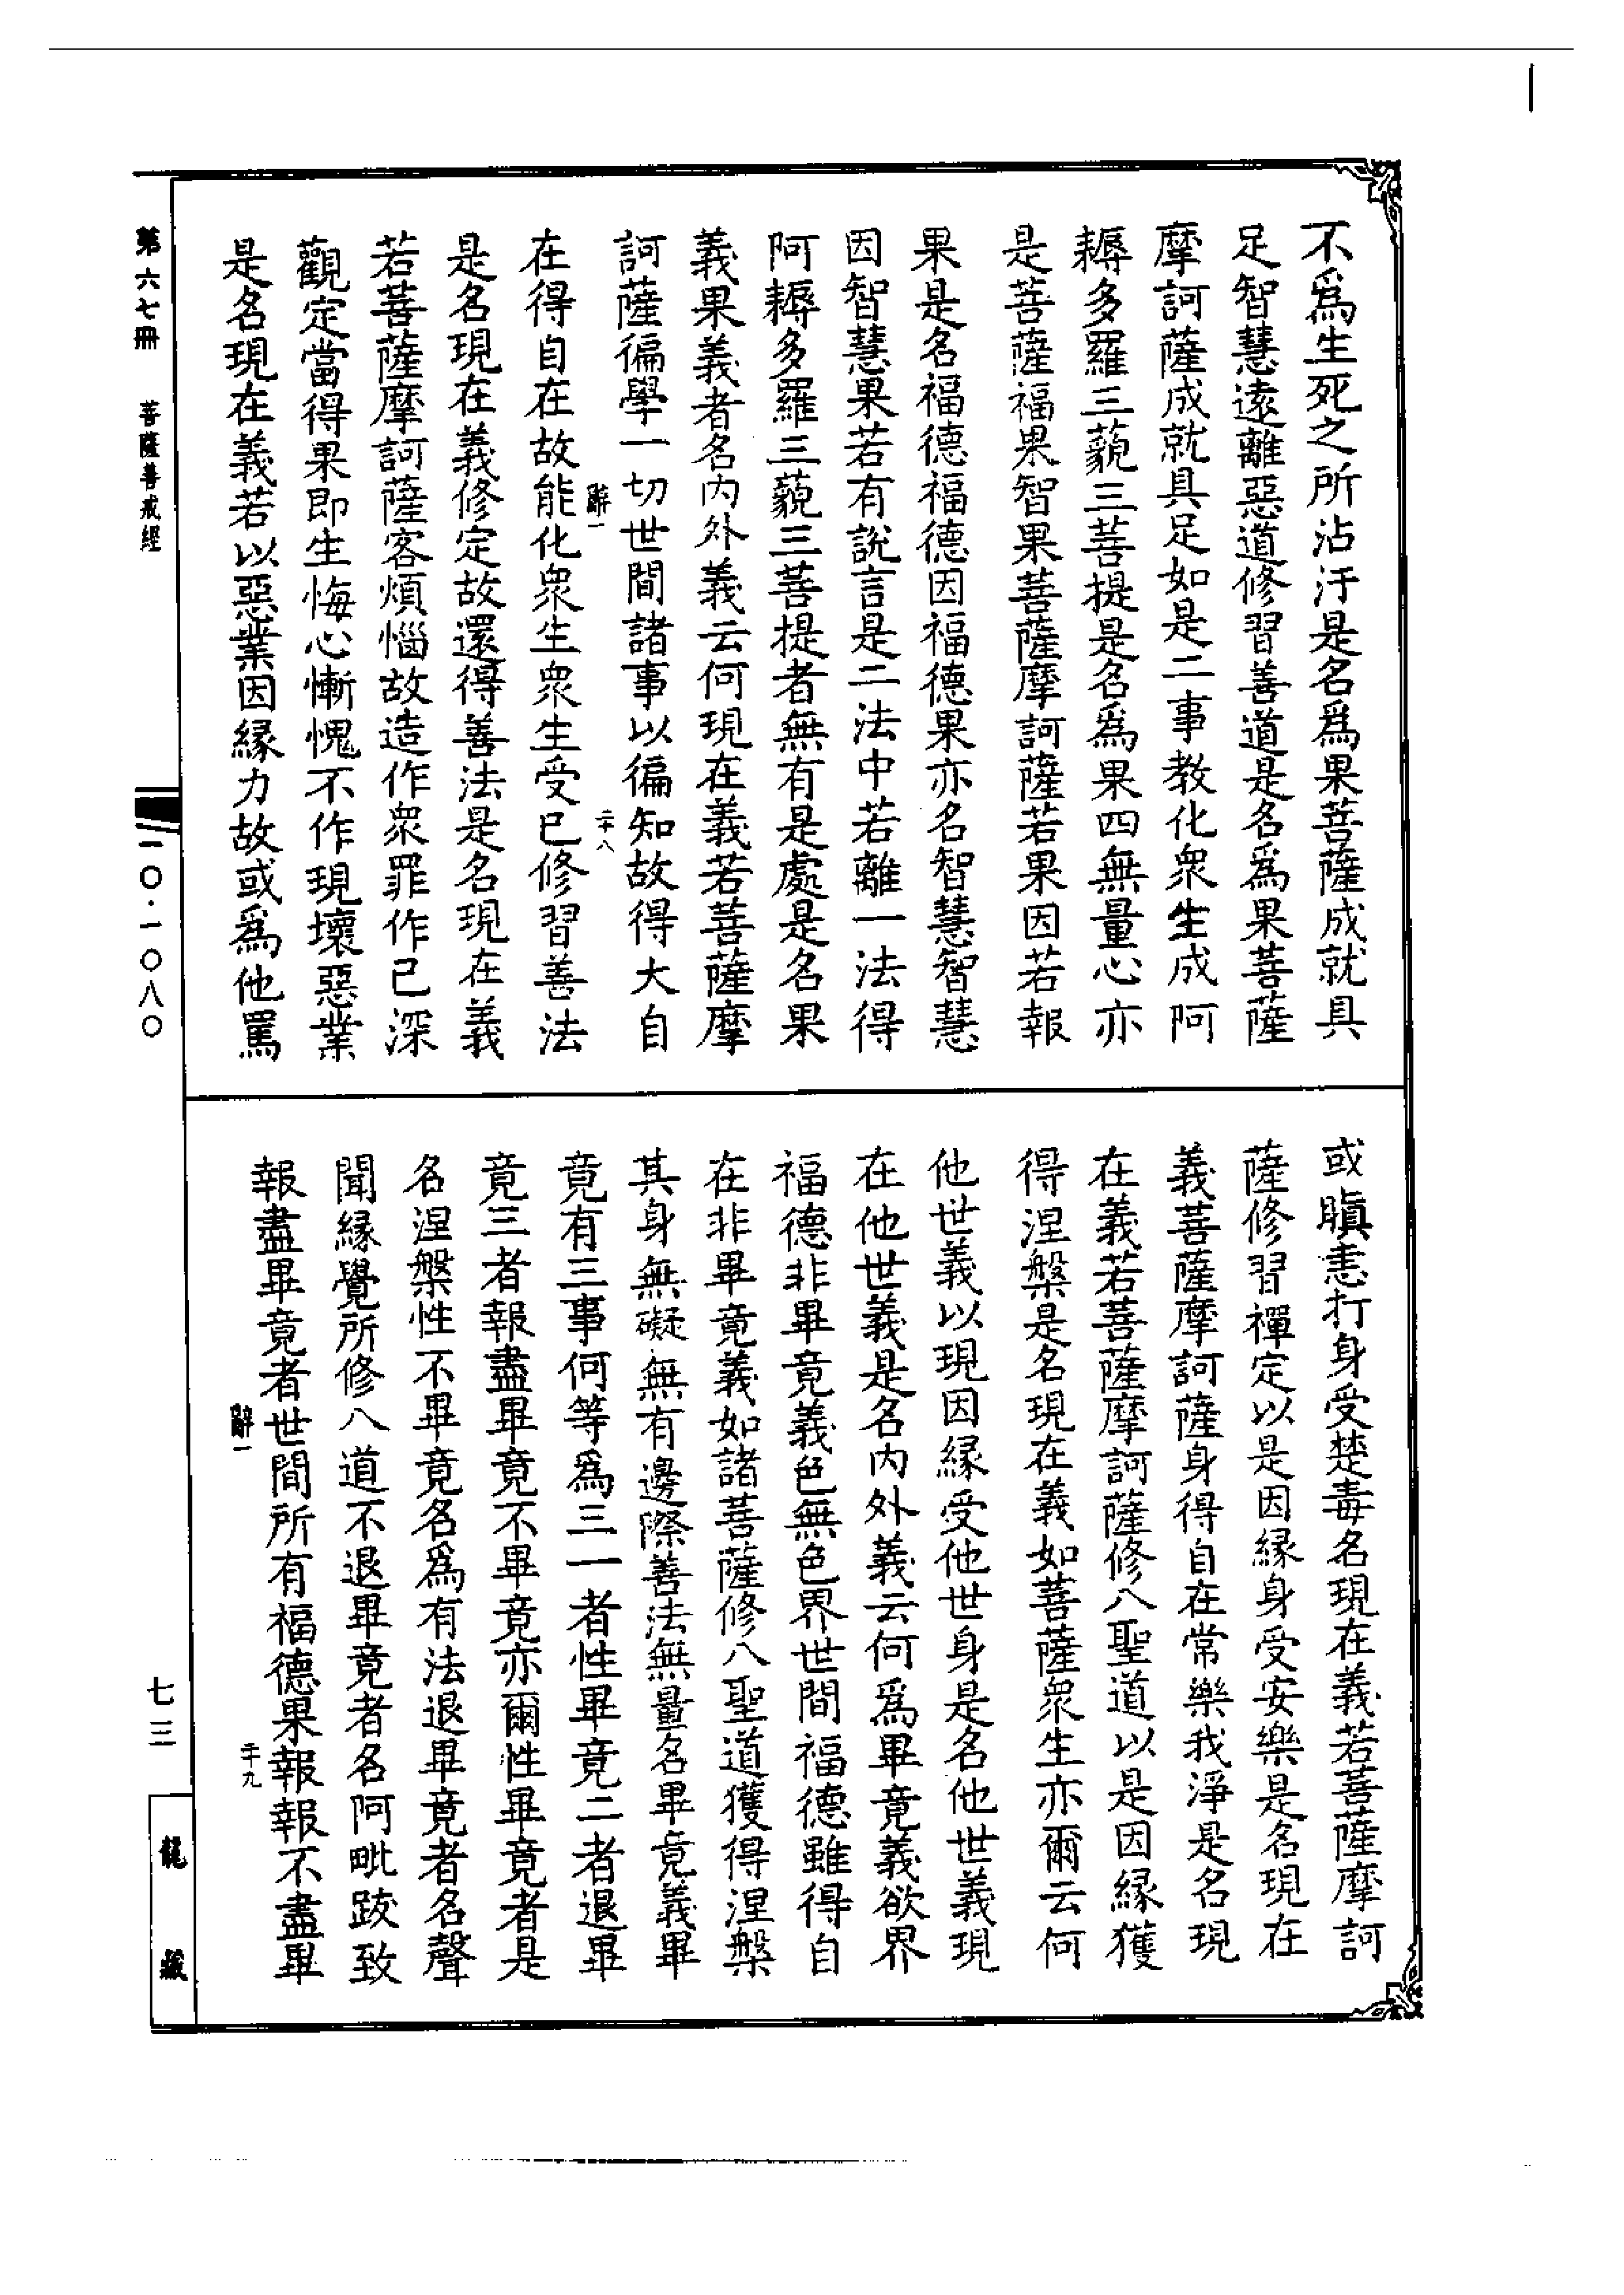 不爲生死之所沾汙是名爲果菩薩成就具
足智慧遠離惡道修習善道是名爲果菩薩
摩訶薩成就具足如是二事教化衆生成阿
耨多羅三藐三菩提是名爲果四無量心亦
是菩薩福果智果菩薩摩訶薩若果因若報
果是名福德福德因福德果亦名智慧智慧
因智慧果若有說言是二法中若離一法得
阿耨多羅三藐三菩提者無有是處是名果
義果義者名内外義云何現在義若菩薩摩
訶薩徧學一切世間諸事以徧知故得大自
辭一
二十八
在得自在故能化衆生衆生受已修習善法
是名現在義修定故還得善法是名現在義
若菩薩摩訶薩客煩惱故造作衆罪作已深
觀定當得果即生悔心慚愧不作現壞惡業
是名現在義若以惡業因縁力故或爲他罵
或瞋恚打身受楚毒名現在義若菩薩摩訶
薩修習禪定以是因縁身受安樂是名現在
義菩薩摩訶薩身得自在常樂我淨是名現
在義若菩薩摩訶薩修八聖道以是因縁獲
得涅槃是名現在義如菩薩衆生亦爾云何
他世義以現因縁受他世身是名他世義現
在他世義是名内外義云何爲畢竟義欲界
福德非畢竟義色無色界世間福德雖得自
在非畢竟義如諸菩薩修八聖道獲得涅槃
其身無礙無有邊際善法無量名畢竟義畢
竟有三事何等爲三一者性畢竟二者退畢
竟三者報盡畢竟不畢竟亦爾性畢竟者是
名涅槃性不畢竟名爲有法退畢竟者名聲
聞縁覺所修八道不退畢竟者名阿毗跋致
報盡畢竟者世間所有福德果報報不盡畢
辭一
二十九
第六七冊
菩薩善戒經
一〇·一〇八〇
七三
龍藏